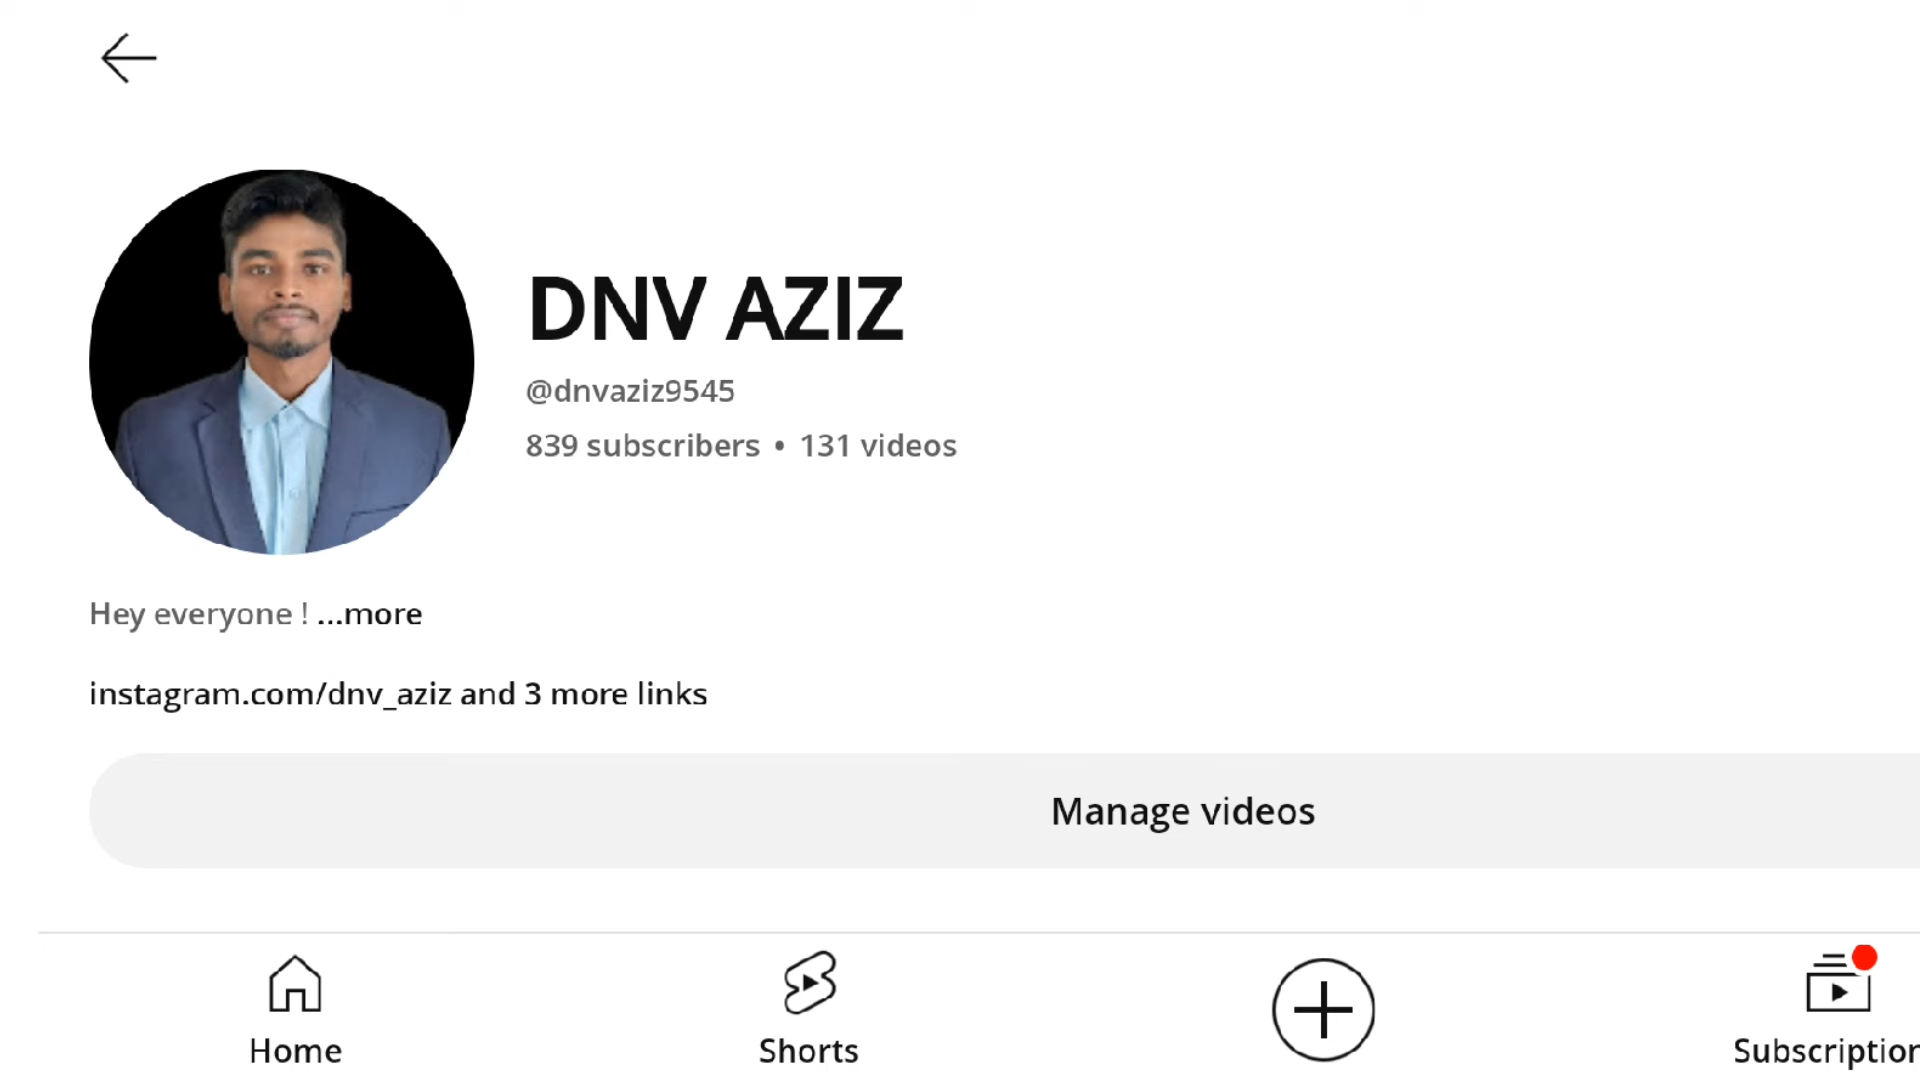 DNV AZIZ
@dnvaziz9545
839 subscribers • 131 videos
Hey everyone ! ...more
instagram.com/dnv_aziz and 3 more links
Manage videos
Home
Shorts
Subscription